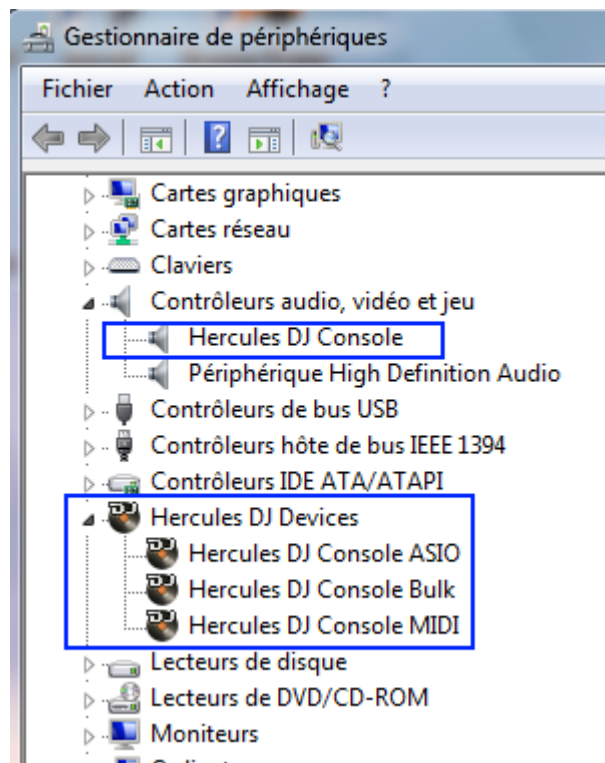 Gestionnaire de périphériques
Fichier Action Affichage ?
?
Cartes graphiques
Cartes réseau
Claviers
Contrôleurs audio, vidéo et jeu
Hercules DJ Console
Périphérique High Definition Audio
Contrôleurs de bus USB
Contrôleurs hôte de bus IEEE 1394
Contrôleurs IDE ATA/ATAPI
Hercules DJ Devices
Hercules DJ Console ASIO
Hercules DJ Console Bulk
Hercules DJ Console MIDI
Lecteurs de disque
Lecteurs de DVD/CD-ROM
Moniteurs